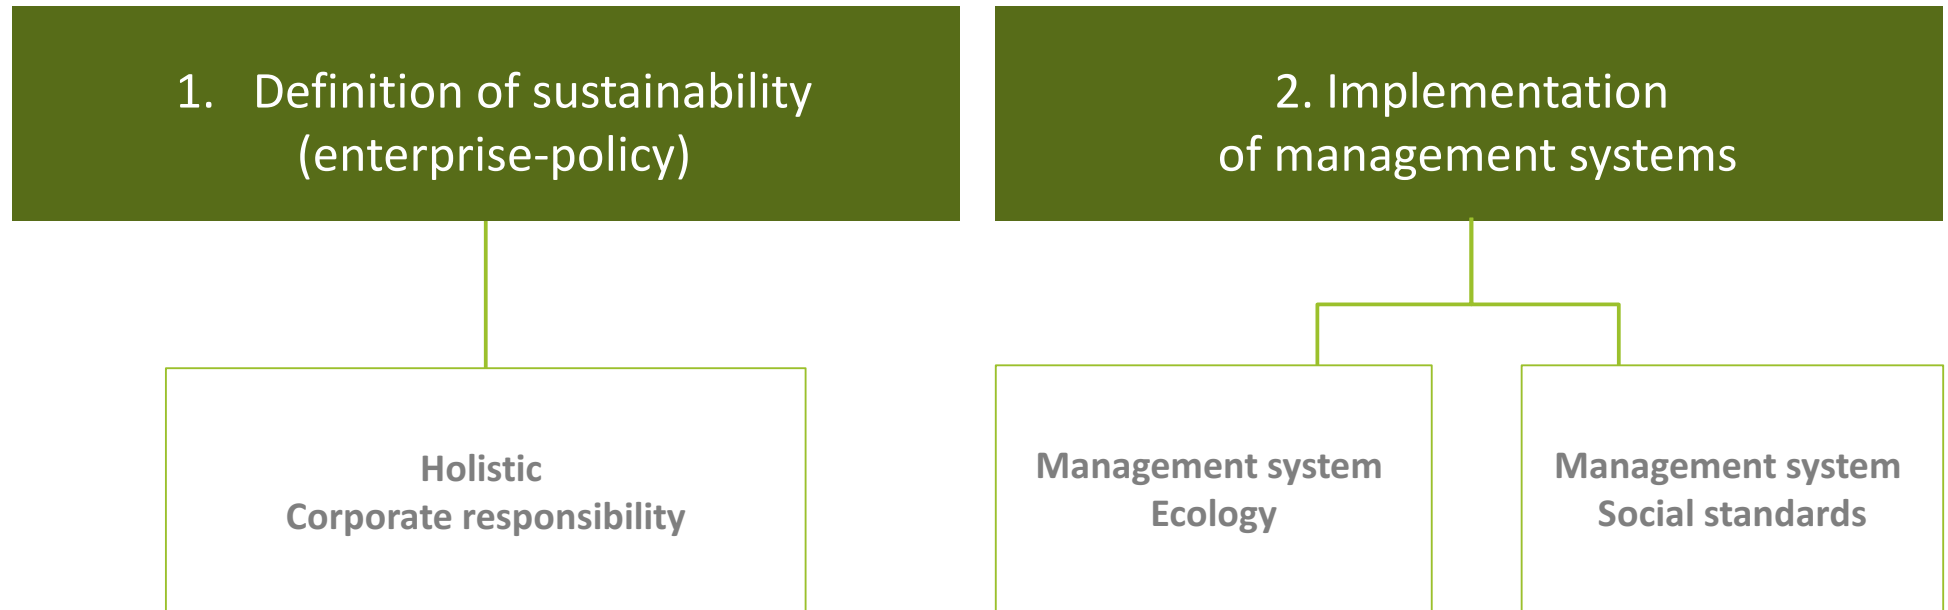 1. Definition of sustainability
(enterprise-policy)
2. Implementation
of management systems
Holistic
Corporate responsibility
Management system
Ecology
Management system
Social standards